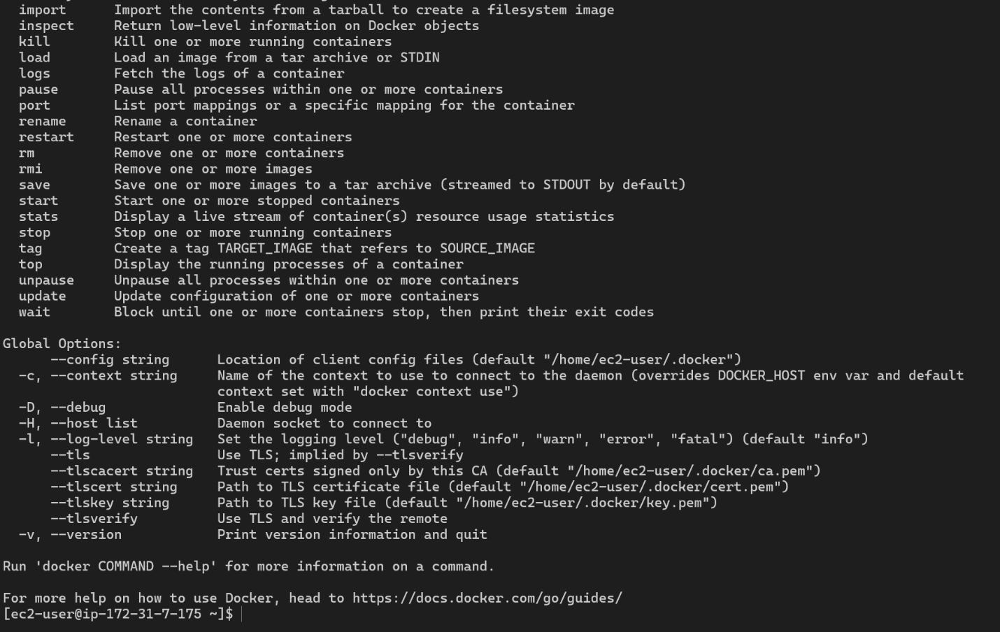 import      Import the contents from a tarball to create a filesystem image
inspect     Return low-level information on Docker objects
kill        Kill one or more running containers
load        Load an image from a tar archive or STDIN
logs        Fetch the logs of a container
pause       Pause all processes within one or more containers
port        List port mappings or a specific mapping for the container
rename      Rename a container
restart     Restart one or more containers
rm          Remove one or more containers
rmi         Remove one or more images
save        Save one or more images to a tar archive (streamed to STDOUT by default)
start       Start one or more stopped containers
stats       Display a live stream of container(s) resource usage statistics
stop        Stop one or more running containers
tag         Create a tag TARGET_IMAGE that refers to SOURCE_IMAGE
top         Display the running processes of a container
unpause     Unpause all processes within one or more containers
update      Update configuration of one or more containers
wait        Block until one or more containers stop, then print their exit codes

Global Options:
      --config string      Location of client config files (default "/home/ec2-user/.docker")
  -c, --context string     Name of the context to use to connect to the daemon (overrides DOCKER_HOST env var and default
                           context set with "docker context use")
  -D, --debug              Enable debug mode
  -H, --host list          Daemon socket to connect to
  -l, --log-level string   Set the logging level ("debug", "info", "warn", "error", "fatal") (default "info")
      --tls                Use TLS; implied by --tlsverify
      --tlscacert string   Trust certs signed only by this CA (default "/home/ec2-user/.docker/ca.pem")
      --tlscert string     Path to TLS certificate file (default "/home/ec2-user/.docker/cert.pem")
      --tlskey string      Path to TLS key file (default "/home/ec2-user/.docker/key.pem")
      --tlsverify          Use TLS and verify the remote
  -v, --version            Print version information and quit

Run 'docker COMMAND --help' for more information on a command.

For more help on how to use Docker, head to https://docs.docker.com/go/guides/
[ec2-user@ip-172-31-7-175 ~]$